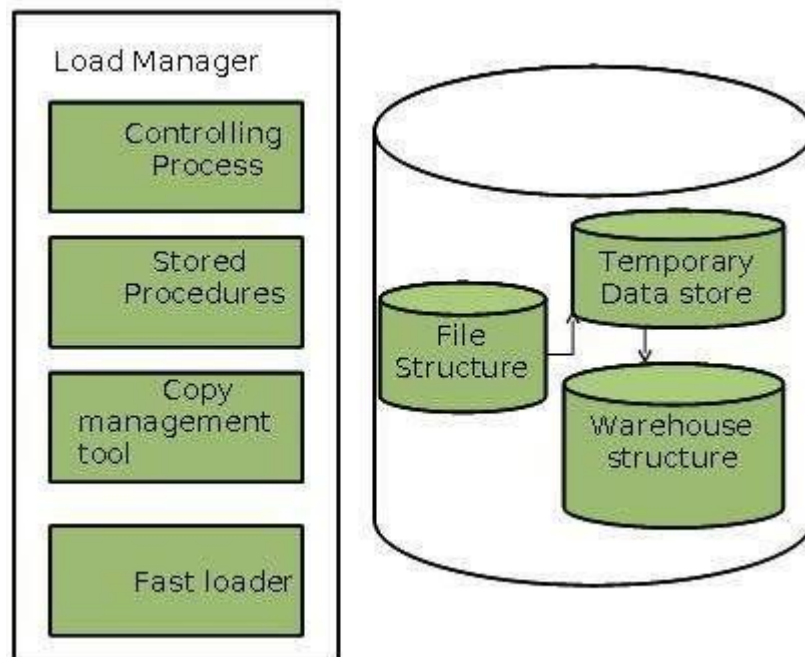 Load Manager
Controlling
Process
Stored
Procedures
Copy
management
tool
Fast loader
File
Structure
Temporary
Data store
Warehouse
structure